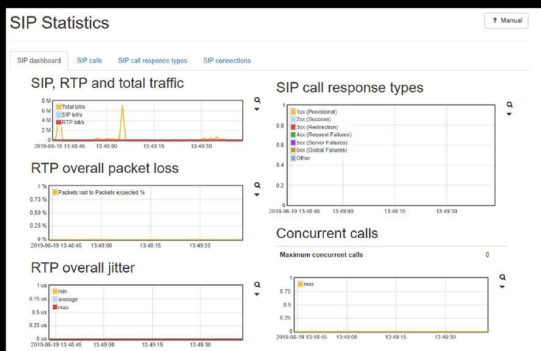 SIP Statistics
? Manual
SIP dashboard SIP calls SIP call response types SIP connections
SIP, RTP and total traffic
8 M
6 M
4 M
2 M
0
Total bit/s
SIP bit/s
RTP bit/s
2019-06-19 13:48:45 13:49:00 13:49:15 13:49:30
RTP overall packet loss
1 %
0.75 %
0.50 %
0.25 %
0 %
Packets lost to Packets expected %
2019-06-19 13:48:45 13:49:00 13:49:15 13:49:30
RTP overall jitter
1 us
0.75 us
0.5 us
0.25 us
0 us
min
average
max
2019-06-19 13:48:45 13:49:00 13:49:15 13:49:30
SIP call response types
1
0.8
0.6
0.4
0.2
0
1xx (Provisional)
2xx (Success)
3xx (Redirection)
4xx (Request Failures)
5xx (Server Failures)
6xx (Global Failures)
Other
2019-06-19 13:48:45 13:49:00 13:49:15 13:49:30
Concurrent calls
Maximum concurrent calls 0
1
0.75
0.5
0.25
0
max
2019-06-19 13:48:45 13:49:00 13:49:15 13:49:30